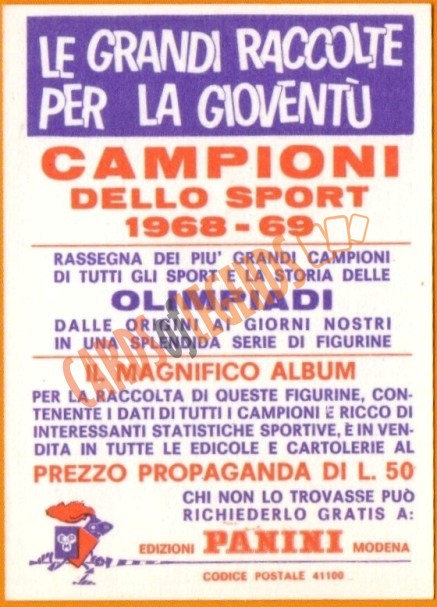 LE GRANDI RACCOLTE
PER LA GIOVENTÙ
CAMPIONI
DELLO SPORT
1968-69
RASSEGNA DEI PIU' GRANDI CAMPIONI
DI TUTTI GLI SPORT E LA STORIA DELLE
OLIMPIADI
DALLE ORIGINI AI GIORNI NOSTRI
IN UNA SPLENDIDA SERIE DI FIGURINE
IL MAGNIFICO ALBUM
PER LA RACCOLTA DI QUESTE FIGURINE, CON-
TENENTE I DATI DI TUTTI I CAMPIONI E RICCO DI
INTERESSANTI STATISTICHE SPORTIVE, È IN VEN-
DITA IN TUTTE LE EDICOLE E CARTOLERIE AL
PREZZO PROPAGANDA DI L. 50
CHI NON LO TROVASSE PUÒ
RICHIEDERLO GRATIS A:
EDIZIONI PANINI MODENA
CODICE POSTALE 41100
CARDS OF LEGENDS